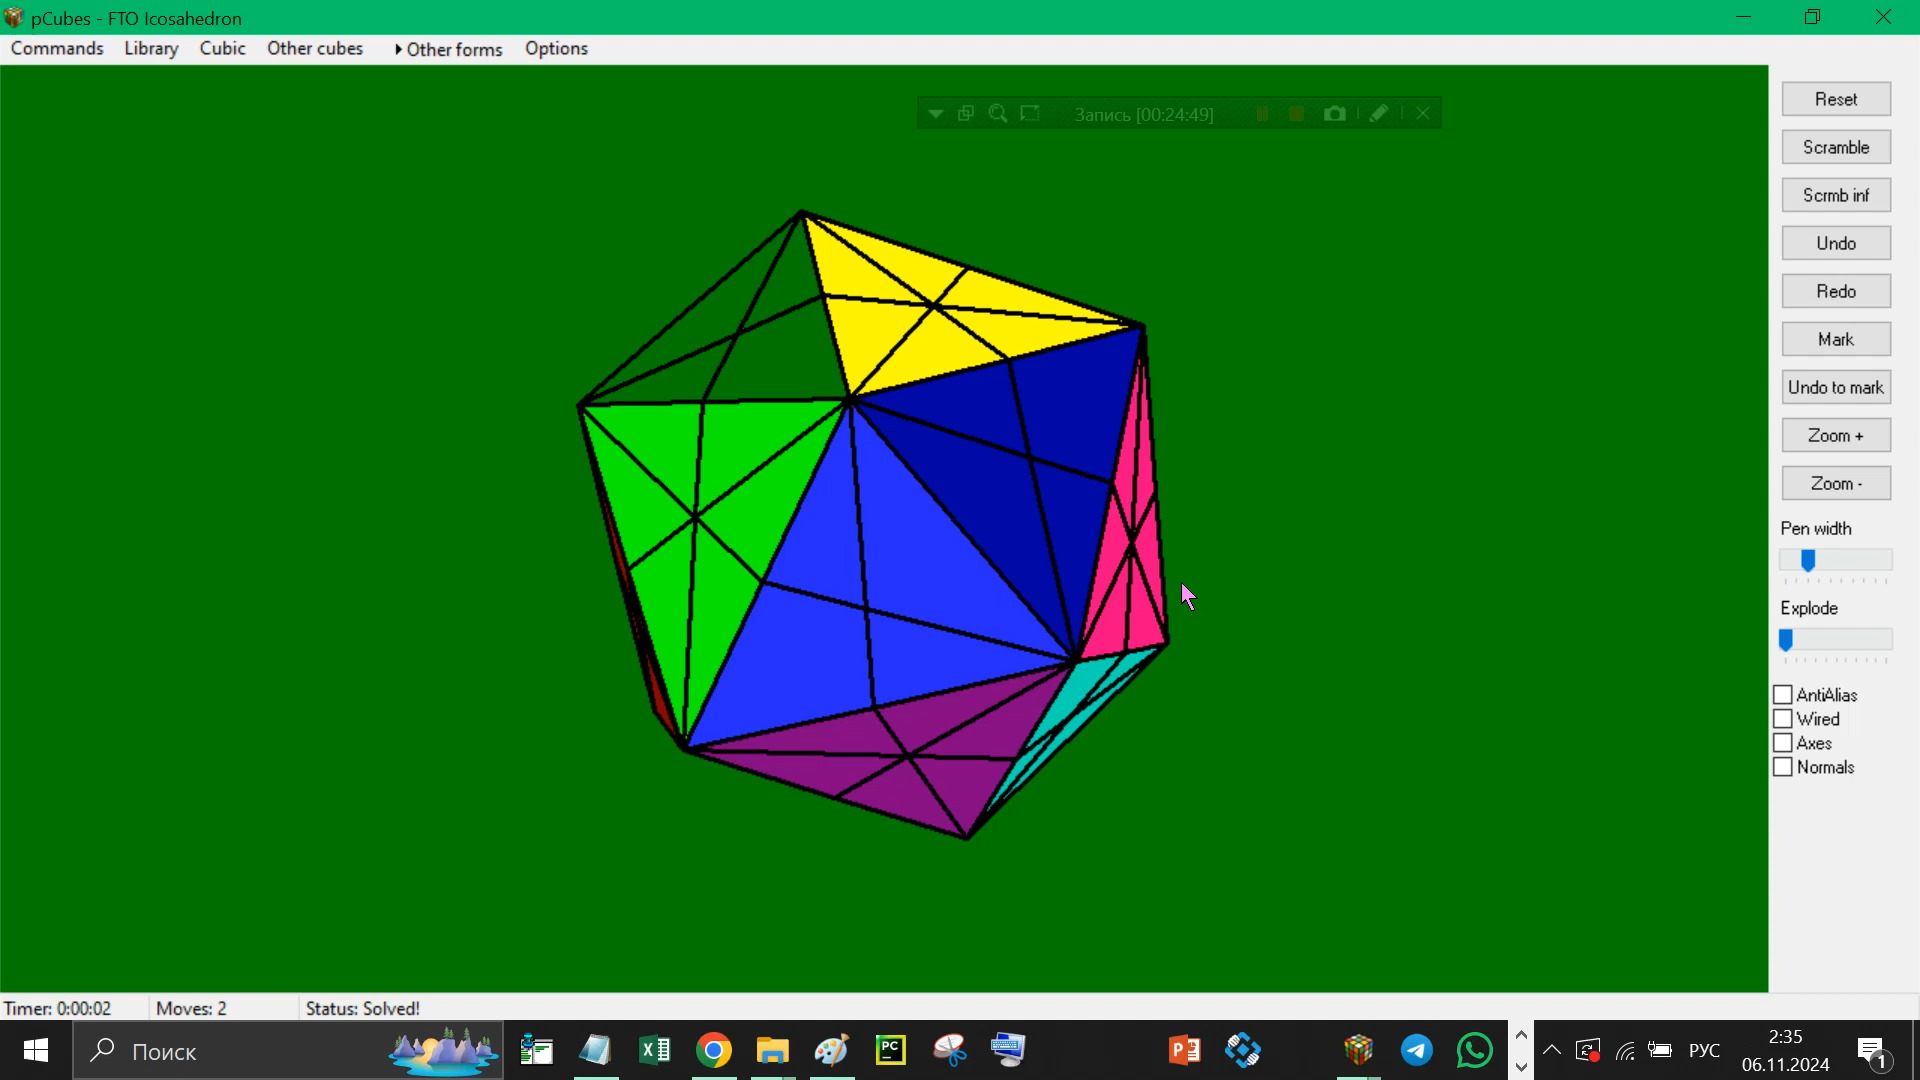 pCubes - FTO Icosahedron
Commands Library Cubic Other cubes Other forms Options
Запись [00:24:49]
Reset
Scramble
Scrmb inf
Undo
Redo
Mark
Undo to mark
Zoom +
Zoom -
Pen width
Explode
AntiAlias
Wired
Axes
Normals
Timer: 0:00:02 Moves: 2 Status: Solved!
Поиск
PC
P
РУС
2:35
06.11.2024
1